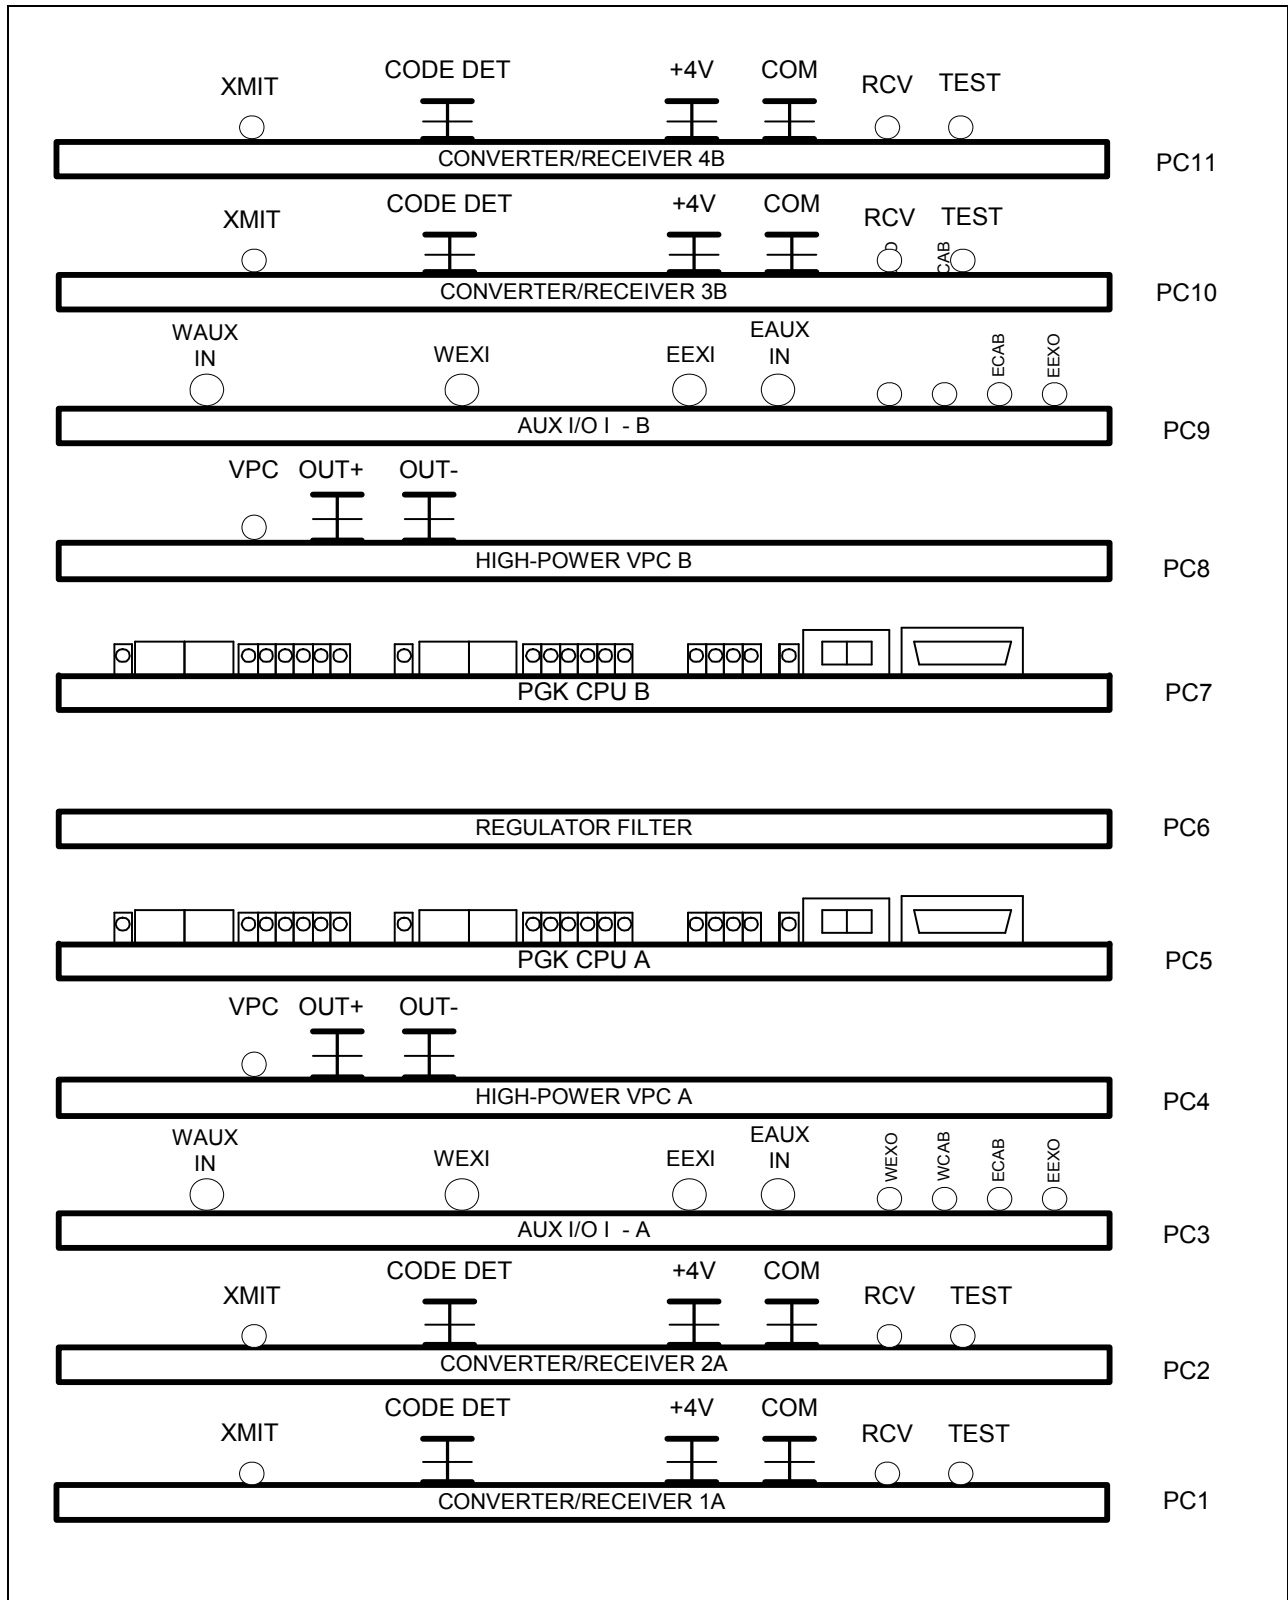 XMIT CODE DET +4V COM RCV TEST
CONVERTER/RECEIVER 4B PC11
XMIT CODE DET +4V COM RCV TEST
CAB
CONVERTER/RECEIVER 3B PC10
WAUX IN WEXI EEXI EAUX IN ECAB EEXO
AUX I/O I - B PC9
VPC OUT+ OUT-
HIGH-POWER VPC B PC8
PGK CPU B PC7
REGULATOR FILTER PC6
PGK CPU A PC5
VPC OUT+ OUT-
HIGH-POWER VPC A PC4
WAUX IN WEXI EEXI EAUX IN WEXO WCAB ECAB EEXO
AUX I/O I - A PC3
XMIT CODE DET +4V COM RCV TEST
CONVERTER/RECEIVER 2A PC2
XMIT CODE DET +4V COM RCV TEST
CONVERTER/RECEIVER 1A PC1